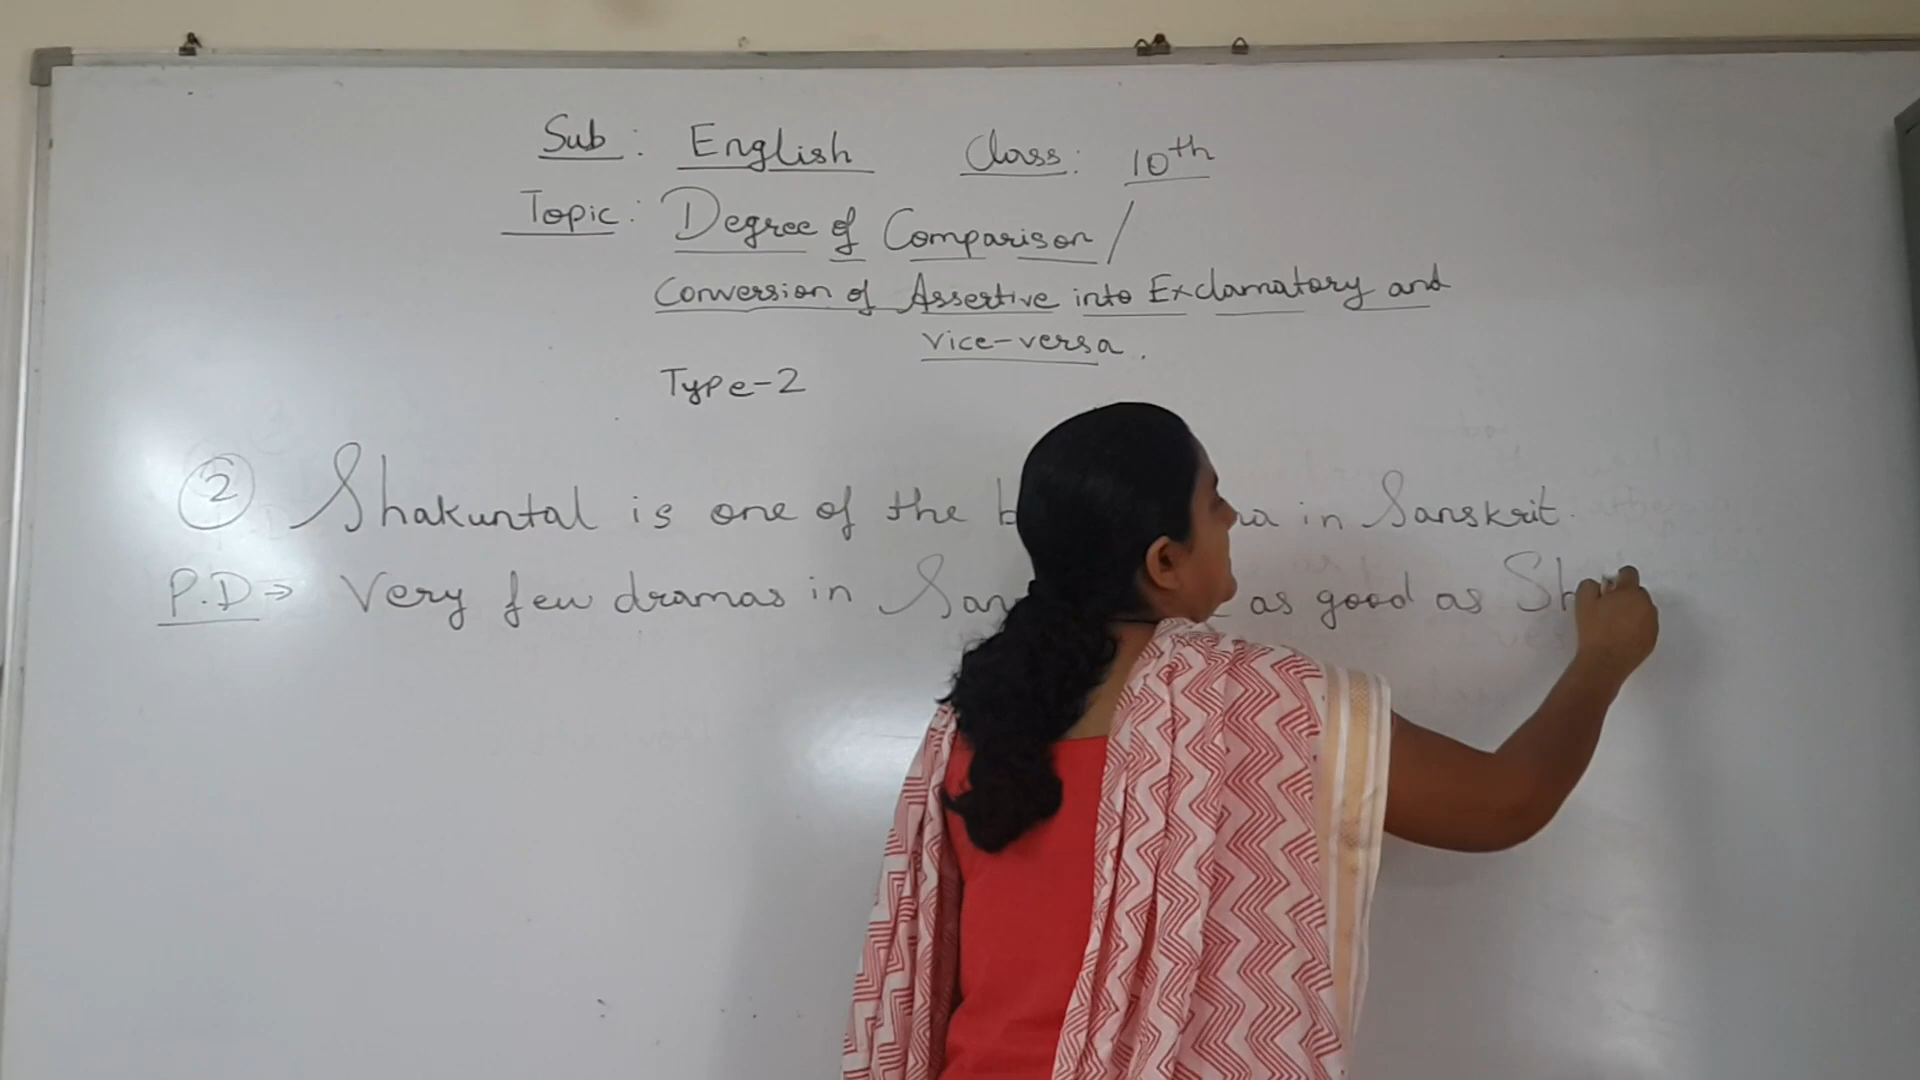 Sub: English Class: 10th
Topic: Degree of Comparison/
Conversion of Assertive into Exclamatory and
vice-versa.
Type-2
2 Shakuntal is one of the in Sanskrit.
P.D → Very few dramas in as good as